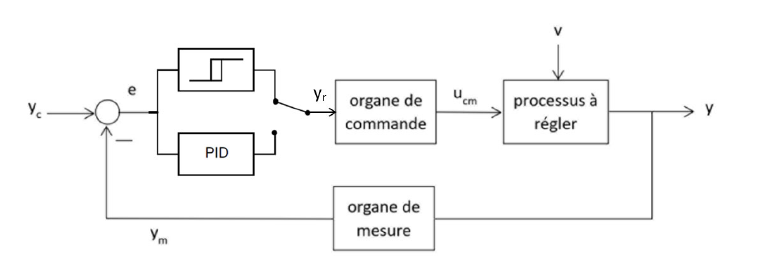 v
e
y_c
y_r
organe de
commande
u_cm
processus à
régler
y
PID
organe de
mesure
y_m